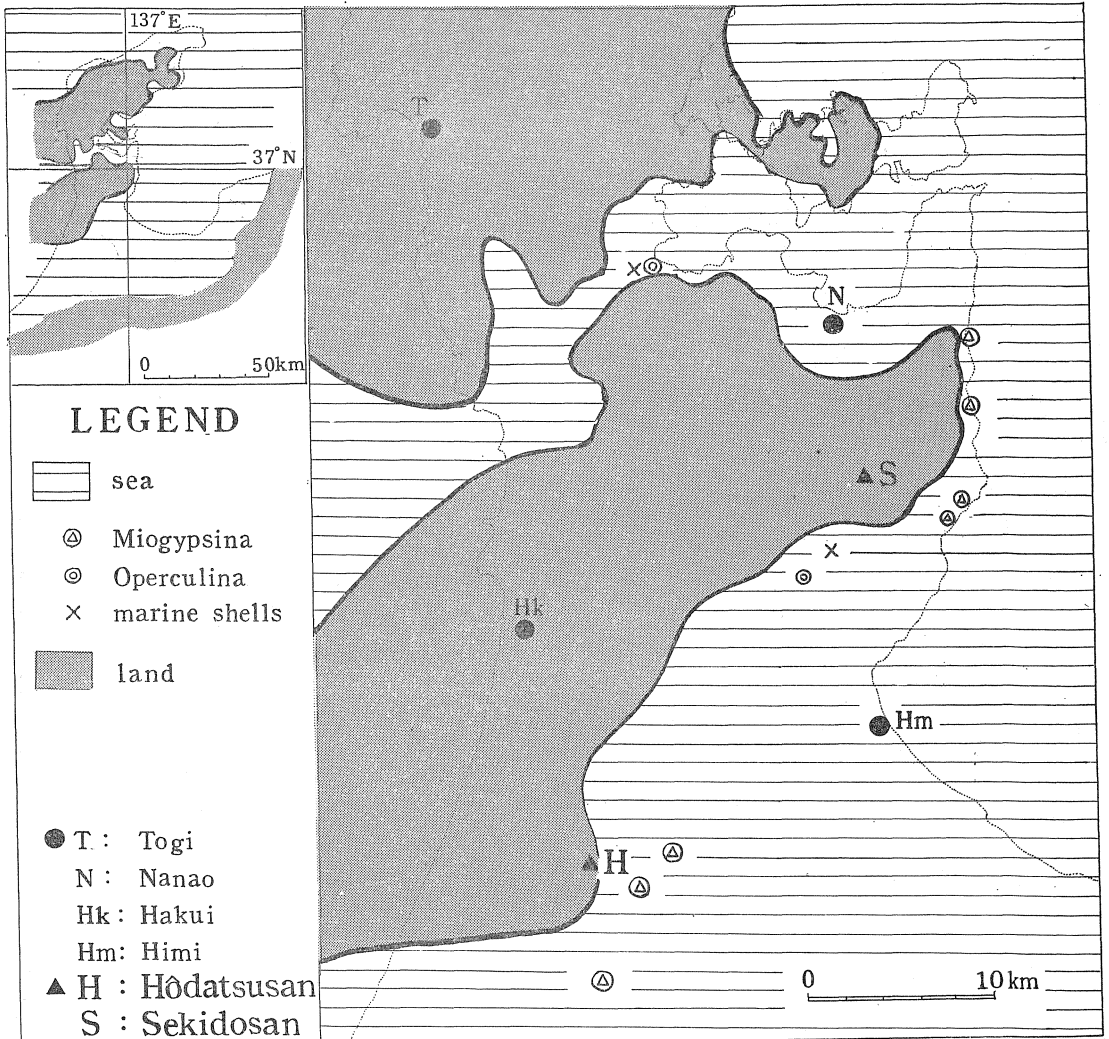 137°E
37°N
0 50km
LEGEND
sea
Miogypsina
Operculina
× marine shells
land
T : Togi
N : Nanao
Hk : Hakui
Hm: Himi
▲ H : Hôdatsusan
S : Sekidosan
T
N
S
Hk
Hm
H
0 10 km